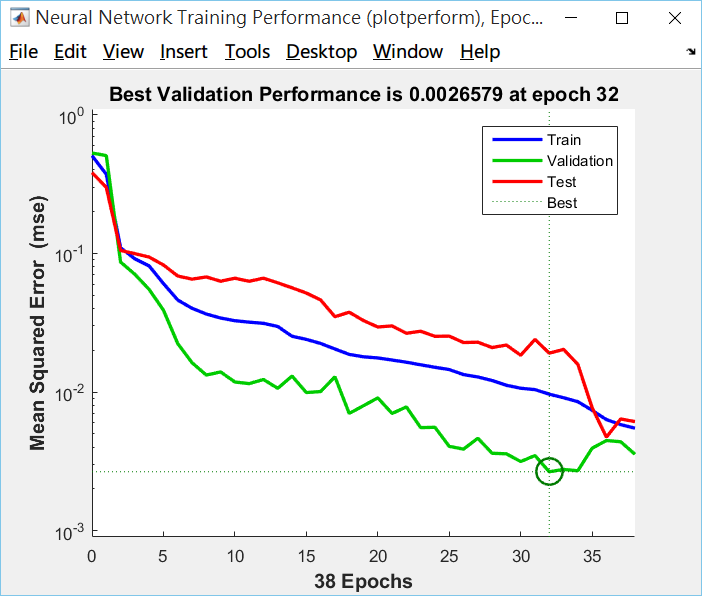 Neural Network Training Performance (plotperform), Epoc...
File Edit View Insert Tools Desktop Window Help
Best Validation Performance is 0.0026579 at epoch 32
10^0
10^-1
10^-2
10^-3
Mean Squared Error (mse)
Train
Validation
Test
Best
0 5 10 15 20 25 30 35
38 Epochs